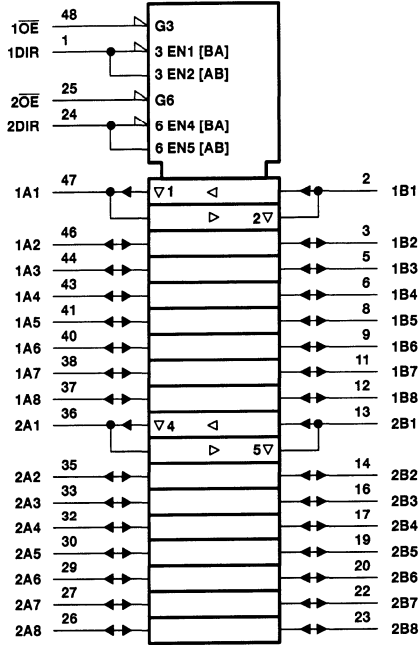 1OE 48 G3
1DIR 1 3 EN1 [BA]
3 EN2 [AB]
2OE 25 G6
2DIR 24 6 EN4 [BA]
6 EN5 [AB]
1A1 47 ▽1 ◁ 2 1B1
▷ 2▽
1A2 46 3 1B2
1A3 44 5 1B3
1A4 43 6 1B4
1A5 41 8 1B5
1A6 40 9 1B6
1A7 38 11 1B7
1A8 37 12 1B8
2A1 36 ▽4 ◁ 13 2B1
▷ 5▽
2A2 35 14 2B2
2A3 33 16 2B3
2A4 32 17 2B4
2A5 30 19 2B5
2A6 29 20 2B6
2A7 27 22 2B7
2A8 26 23 2B8